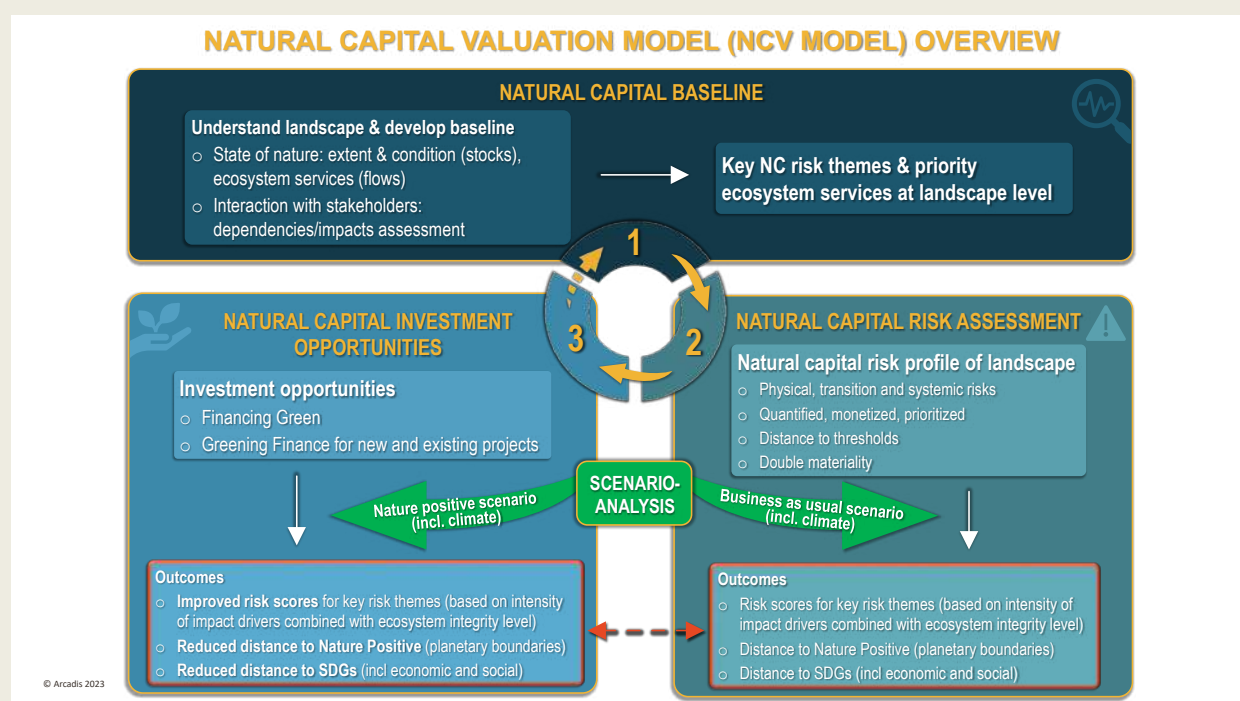 NATURAL CAPITAL VALUATION MODEL (NCV MODEL) OVERVIEW
NATURAL CAPITAL BASELINE
Understand landscape & develop baseline
o State of nature: extent & condition (stocks),
ecosystem services (flows)
o Interaction with stakeholders:
dependencies/impacts assessment
Key NC risk themes & priority
ecosystem services at landscape level
1
2
3
NATURAL CAPITAL INVESTMENT
OPPORTUNITIES
Investment opportunities
o Financing Green
o Greening Finance for new and existing projects
NATURAL CAPITAL RISK ASSESSMENT
Natural capital risk profile of landscape
o Physical, transition and systemic risks
o Quantified, monetized, prioritized
o Distance to thresholds
o Double materiality
SCENARIO-
ANALYSIS
Nature positive scenario
(incl. climate)
Business as usual scenario
(incl. climate)
Outcomes
o Improved risk scores for key risk themes (based on intensity
of impact drivers combined with ecosystem integrity level)
o Reduced distance to Nature Positive (planetary boundaries)
o Reduced distance to SDGs (incl economic and social)
Outcomes
o Risk scores for key risk themes (based on intensity of
impact drivers combined with ecosystem integrity level)
o Distance to Nature Positive (planetary boundaries)
o Distance to SDGs (incl economic and social)
© Arcadis 2023